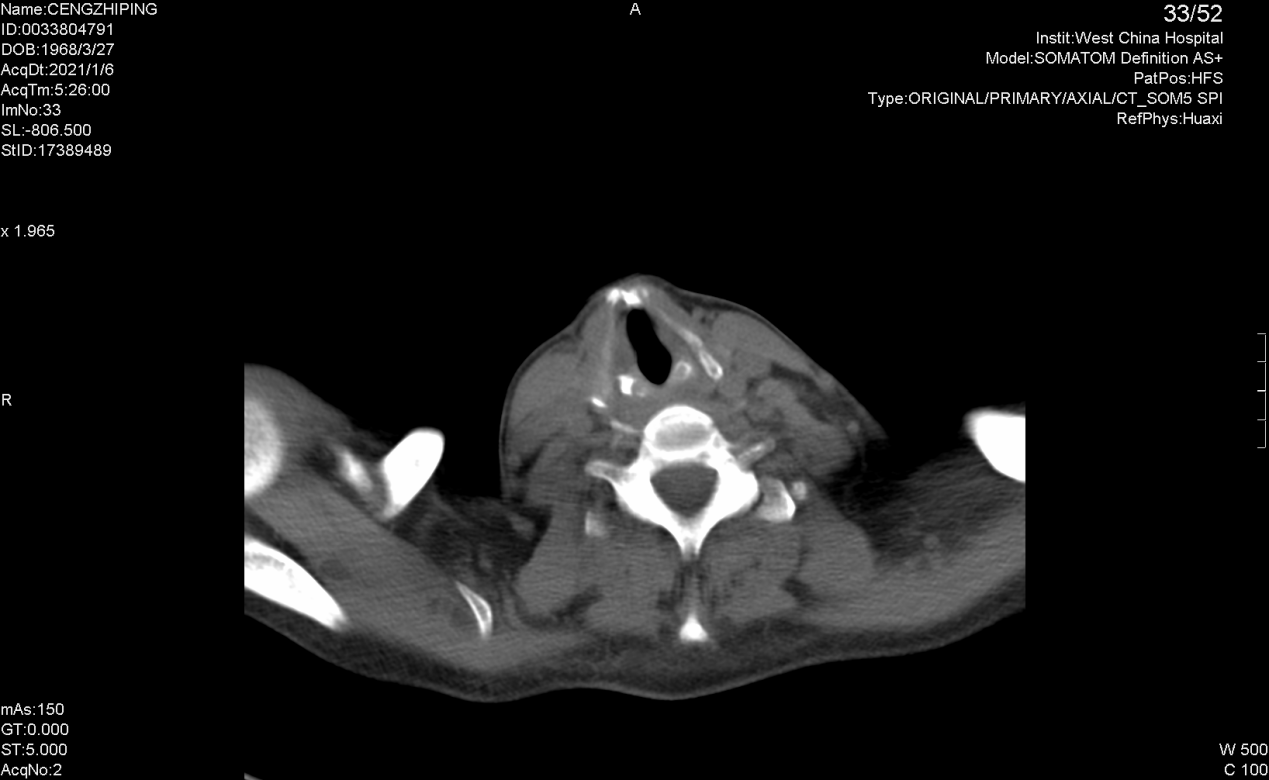 Name:CENGZHIPING
ID:0033804791
DOB:1968/3/27
AcqDt:2021/1/6
AcqTm:5:26:00
ImNo:33
SL:-806.500
StID:17389489
x 1.965
A
33/52
Instit:West China Hospital
Model:SOMATOM Definition AS+
PatPos:HFS
Type:ORIGINAL/PRIMARY/AXIAL/CT_SOM5 SPI
RefPhys:Huaxi
R
mAs:150
GT:0.000
ST:5.000
AcqNo:2
W 500
C 100